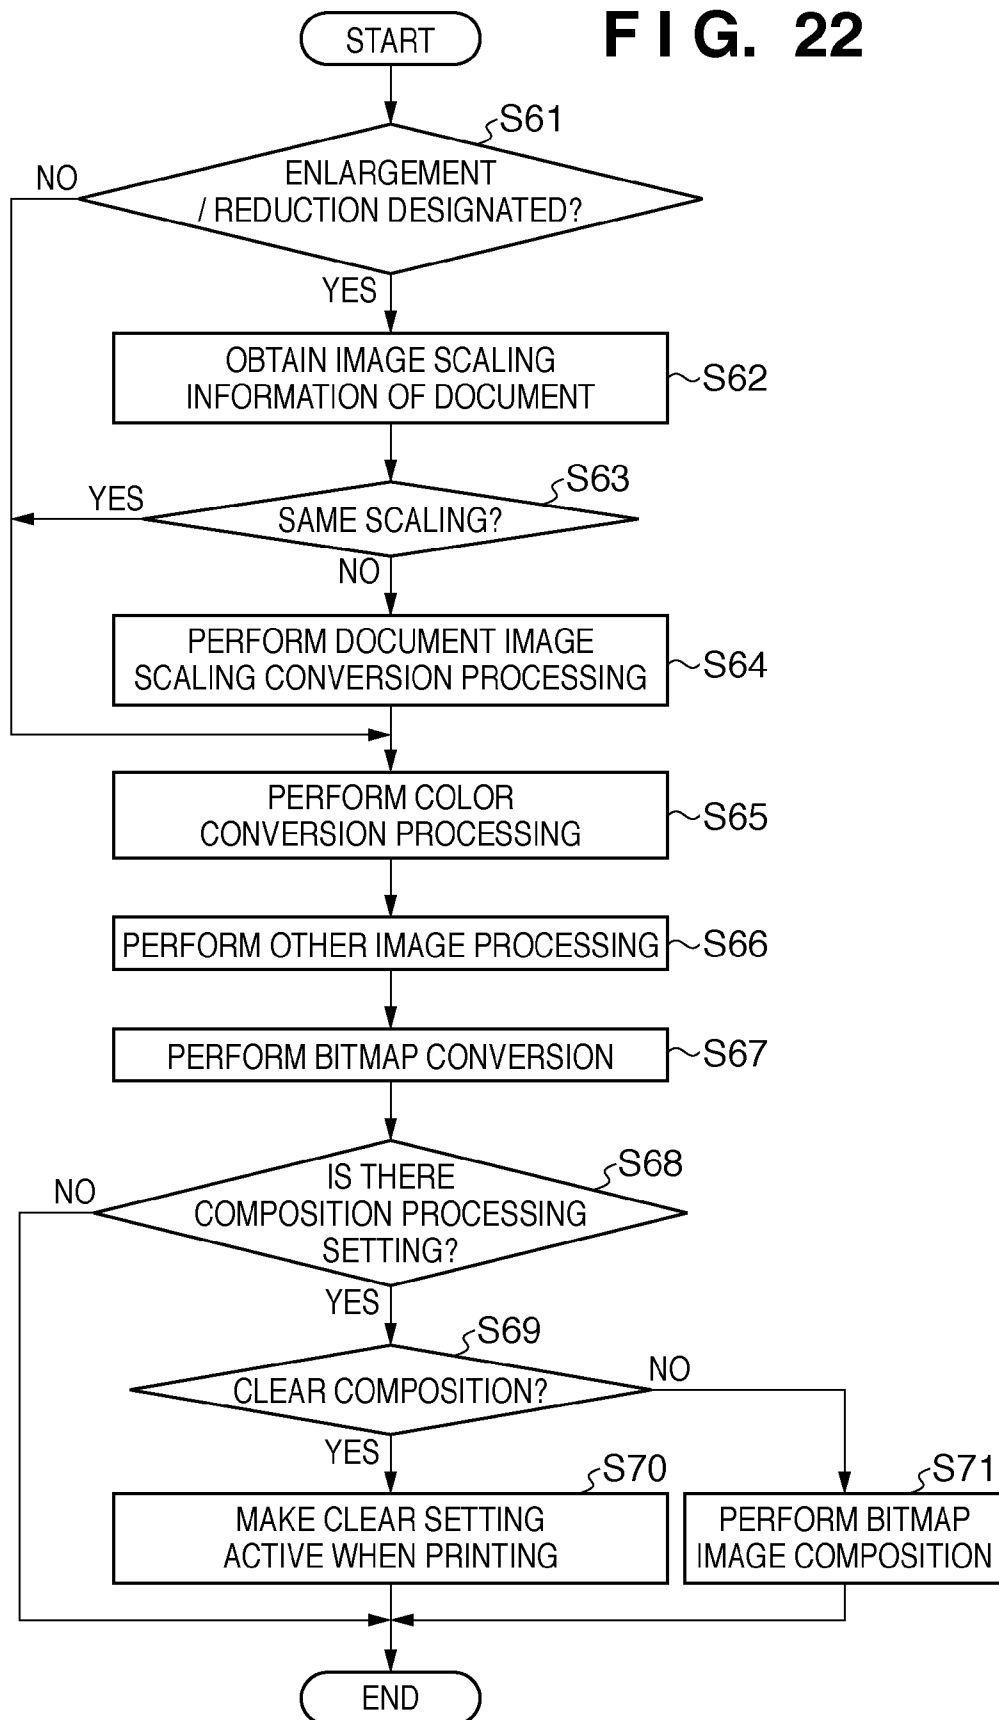 FIG. 22
START
S61
ENLARGEMENT
/ REDUCTION DESIGNATED?
NO
YES
OBTAIN IMAGE SCALING
INFORMATION OF DOCUMENT
S62
S63
SAME SCALING?
YES
NO
PERFORM DOCUMENT IMAGE
SCALING CONVERSION PROCESSING
S64
PERFORM COLOR
CONVERSION PROCESSING
S65
PERFORM OTHER IMAGE PROCESSING
S66
PERFORM BITMAP CONVERSION
S67
S68
IS THERE
COMPOSITION PROCESSING
SETTING?
NO
YES
S69
CLEAR COMPOSITION?
NO
YES
S70
MAKE CLEAR SETTING
ACTIVE WHEN PRINTING
S71
PERFORM BITMAP
IMAGE COMPOSITION
END